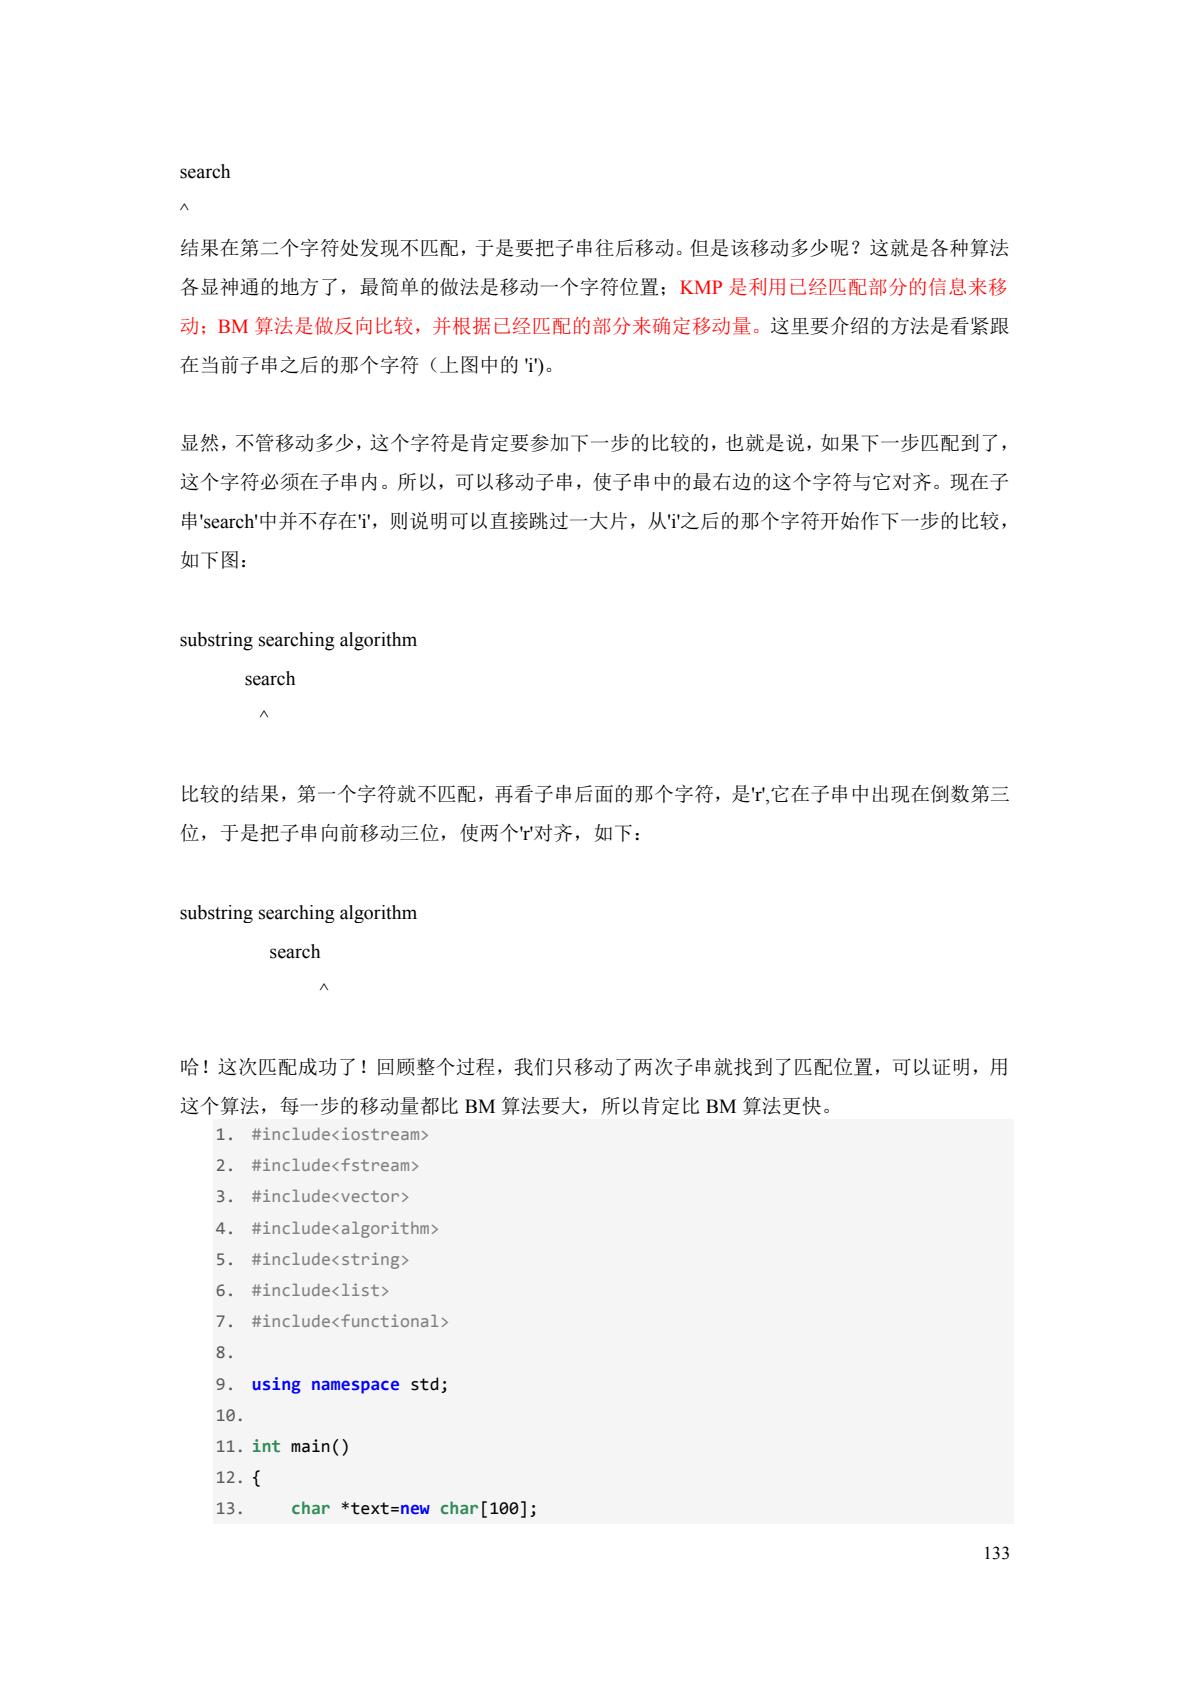 search
^
结果在第二个字符处发现不匹配，于是要把子串往后移动。但是该移动多少呢？这就是各种算法
各显神通的地方了，最简单的做法是移动一个字符位置；KMP 是利用已经匹配部分的信息来移
动；BM 算法是做反向比较，并根据已经匹配的部分来确定移动量。这里要介绍的方法是看紧跟
在当前子串之后的那个字符（上图中的 'i')。
显然，不管移动多少，这个字符是肯定要参加下一步的比较的，也就是说，如果下一步匹配到了，
这个字符必须在子串内。所以，可以移动子串，使子串中的最右边的这个字符与它对齐。现在子
串'search'中并不存在'i'，则说明可以直接跳过一大片，从'i'之后的那个字符开始作下一步的比较，
如下图：
substring searching algorithm
search
^
比较的结果，第一个字符就不匹配，再看子串后面的那个字符，是'r',它在子串中出现在倒数第三
位，于是把子串向前移动三位，使两个'r'对齐，如下：
substring searching algorithm
search
^
哈！这次匹配成功了！回顾整个过程，我们只移动了两次子串就找到了匹配位置，可以证明，用
这个算法，每一步的移动量都比 BM 算法要大，所以肯定比 BM 算法更快。
1. #include<iostream>
2. #include<fstream>
3. #include<vector>
4. #include<algorithm>
5. #include<string>
6. #include<list>
7. #include<functional>
8.
9. using namespace std;
10.
11. int main()
12. {
13. char *text=new char[100];
133